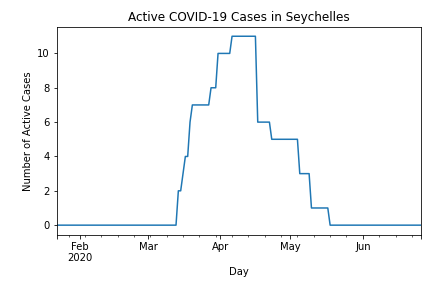 Active COVID-19 Cases in Seychelles
Number of Active Cases
10
8
6
4
2
0
Feb Mar Apr May Jun
2020
Day